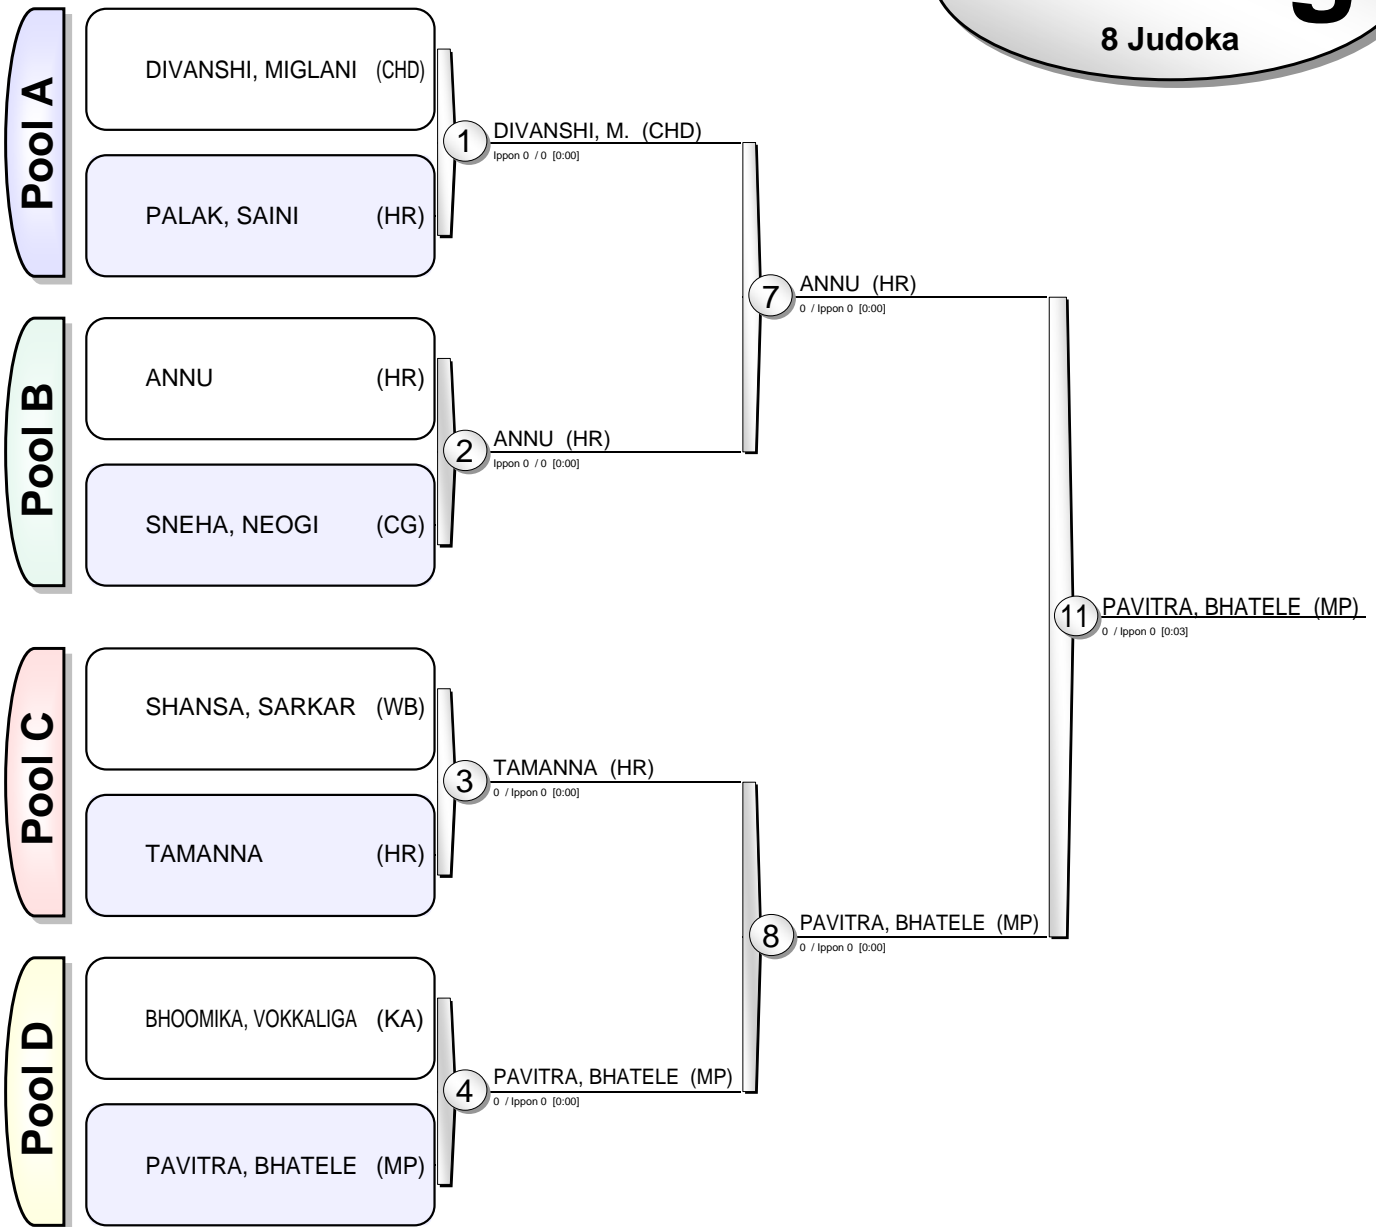 8 Judoka
Pool A
DIVANSHI, MIGLANI (CHD)
PALAK, SAINI (HR)
1 DIVANSHI, M. (CHD)
Ippon 0 / 0 [0:00]
Pool B
ANNU (HR)
SNEHA, NEOGI (CG)
2 ANNU (HR)
Ippon 0 / 0 [0:00]
7 ANNU (HR)
0 / Ippon 0 [0:00]
Pool C
SHANSA, SARKAR (WB)
TAMANNA (HR)
3 TAMANNA (HR)
0 / Ippon 0 [0:00]
Pool D
BHOOMIKA, VOKKALIGA (KA)
PAVITRA, BHATELE (MP)
4 PAVITRA, BHATELE (MP)
0 / Ippon 0 [0:00]
8 PAVITRA, BHATELE (MP)
0 / Ippon 0 [0:00]
11 PAVITRA, BHATELE (MP)
0 / Ippon 0 [0:03]